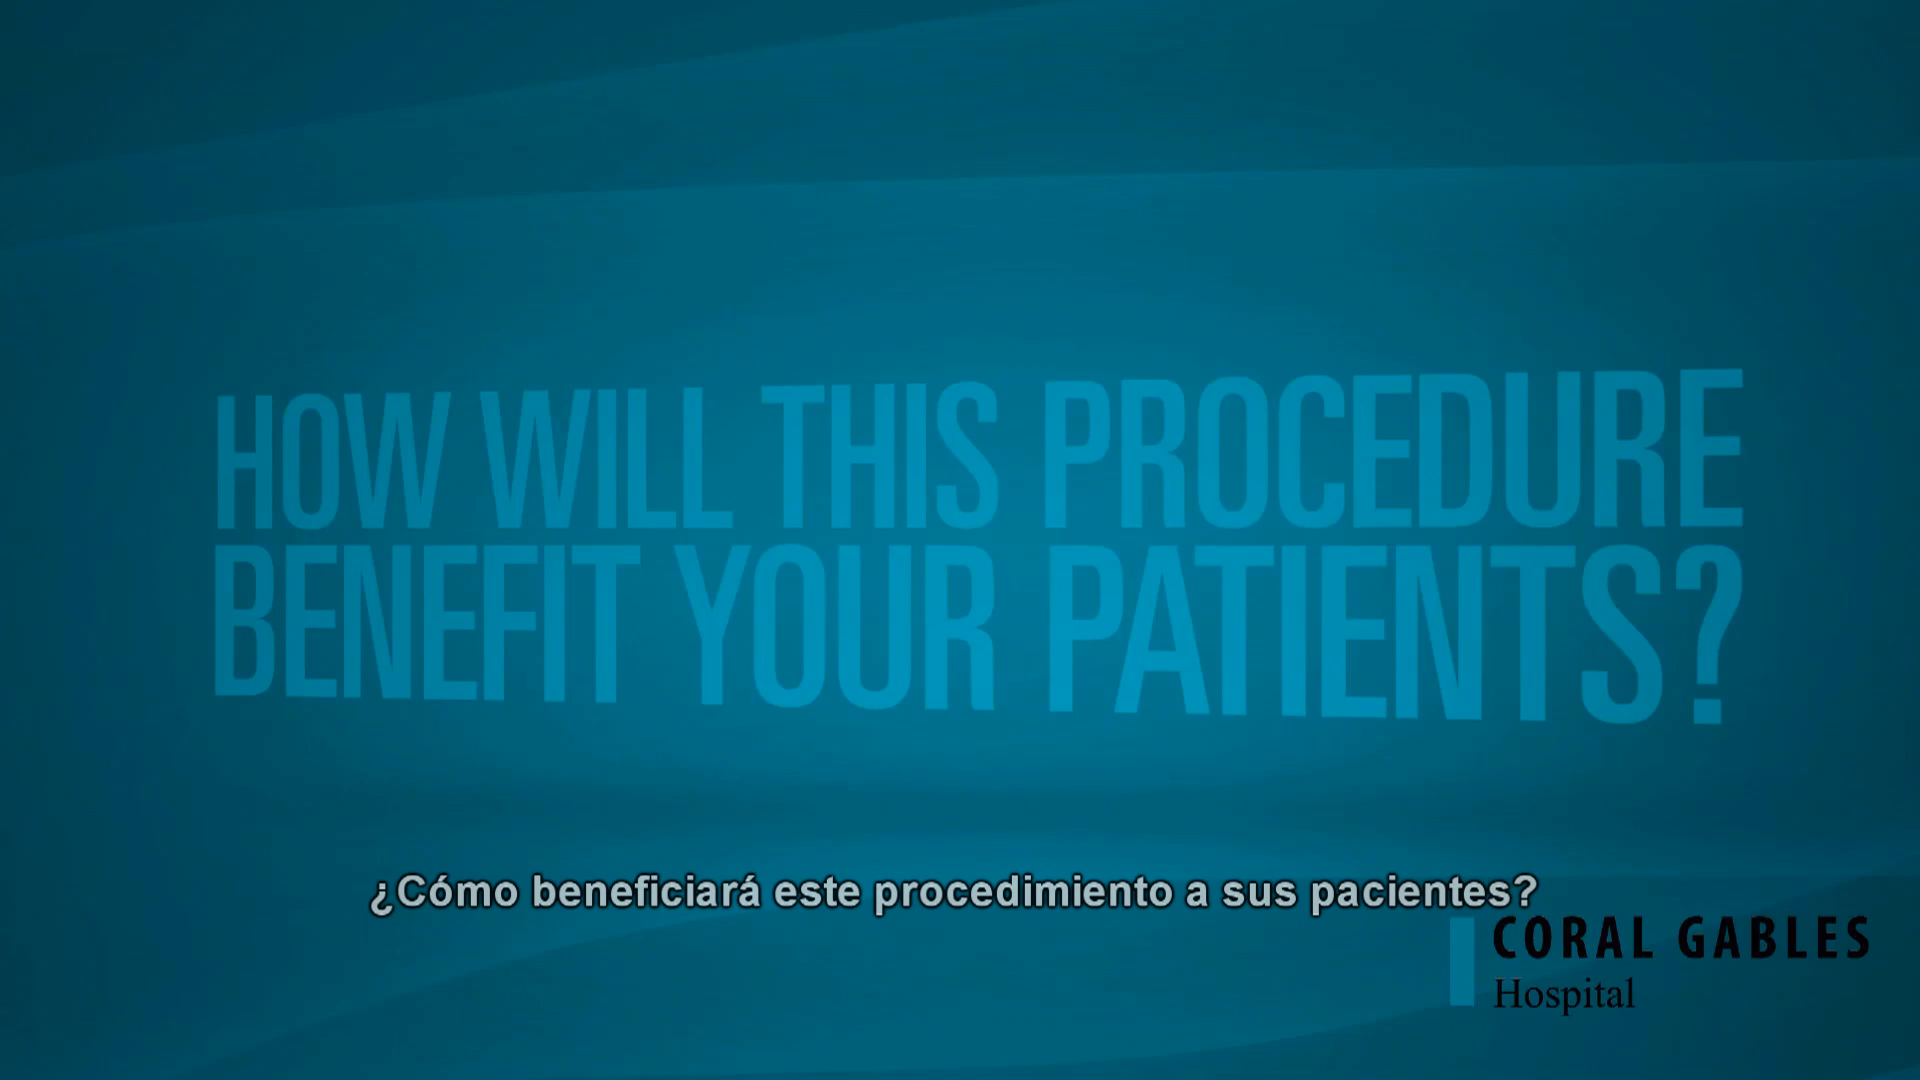 HOW WILL THIS PROCEDURE
BENEFIT YOUR PATIENTS?
¿Cómo beneficiará este procedimiento a sus pacientes?
CORAL GABLES
Hospital